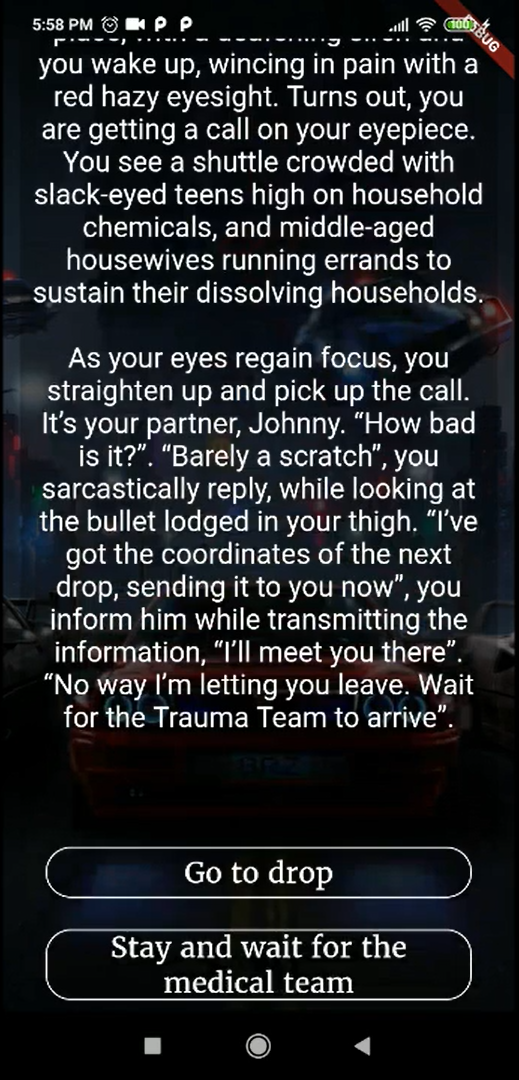 5:58 PM
100
BUG
you wake up, wincing in pain with a
red hazy eyesight. Turns out, you
are getting a call on your eyepiece.
You see a shuttle crowded with
slack-eyed teens high on household
chemicals, and middle-aged
housewives running errands to
sustain their dissolving households.
As your eyes regain focus, you
straighten up and pick up the call.
It’s your partner, Johnny. “How bad
is it?”. “Barely a scratch”, you
sarcastically reply, while looking at
the bullet lodged in your thigh. “I’ve
got the coordinates of the next
drop, sending it to you now”, you
inform him while transmitting the
information, “I’ll meet you there”.
“No way I’m letting you leave. Wait
for the Trauma Team to arrive”.
Go to drop
Stay and wait for the
medical team